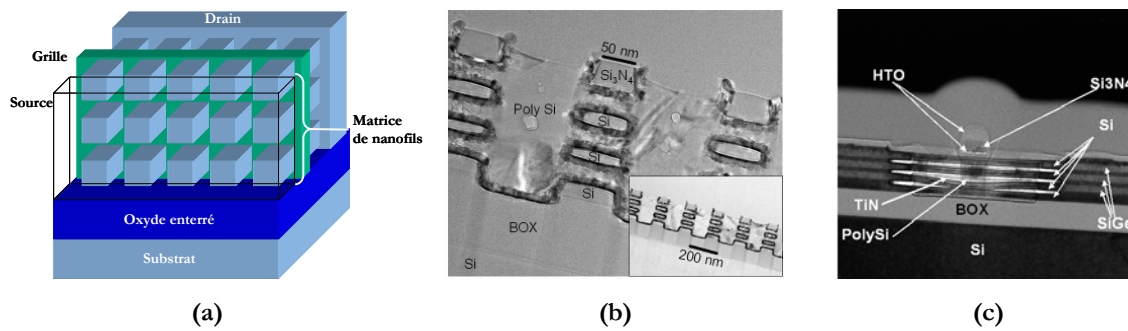 Drain
Grille
Source
Matrice
de nanofils
Oxyde enterré
Substrat
(a)
50 nm
Si3N4
Poly Si
Si
Si
Si
BOX
Si
200 nm
(b)
HTO
Si3N4
Si
TiN
BOX
SiGe
PolySi
Si
(c)